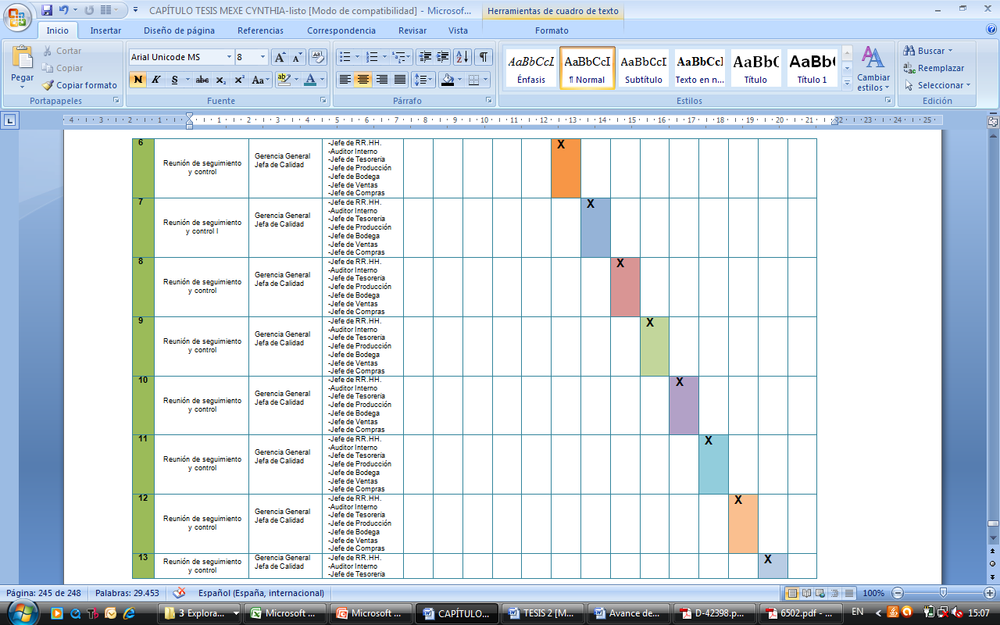 CAPÍTULO TESIS MEXE CYNTHIA-listo [Modo de compatibilidad] - Microsof...
Herramientas de cuadro de texto
Inicio Insertar Diseño de página Referencias Correspondencia Revisar Vista Formato
Pegar
Cortar
Copiar
Copiar formato
Portapapeles
Arial Unicode MS 8
N K S abc x₂ x² Aa
Fuente
Párrafo
AaBbCcI AaBbCcI AaBbCcI AaBbCcl AaBbC AaBbC
Énfasis ¶ Normal Subtítulo Texto en n... Título Título 1
Cambiar
estilos
Estilos
Buscar
Reemplazar
Seleccionar
Edición
4 3 2 1 1 2 3 4 5 6 7 8 9 10 11 12 13 14 15 16 17 18 19 20 21 22 23 24 25
6
Reunión de seguimiento
y control
Gerencia General
Jefa de Calidad
-Jefe de RR.HH.
-Auditor Interno
-Jefe de Tesorería
-Jefe de Producción
-Jefe de Bodega
-Jefe de Ventas
-Jefe de Compras
X
7
Reunión de seguimiento
y control l
Gerencia General
Jefa de Calidad
-Jefe de RR.HH.
-Auditor Interno
-Jefe de Tesorería
-Jefe de Producción
-Jefe de Bodega
-Jefe de Ventas
-Jefe de Compras
X
8
Reunión de seguimiento
y control
Gerencia General
Jefa de Calidad
-Jefe de RR.HH.
-Auditor Interno
-Jefe de Tesorería
-Jefe de Producción
-Jefe de Bodega
-Jefe de Ventas
-Jefe de Compras
X
9
Reunión de seguimiento
y control
Gerencia General
Jefa de Calidad
-Jefe de RR.HH.
-Auditor Interno
-Jefe de Tesorería
-Jefe de Producción
-Jefe de Bodega
-Jefe de Ventas
-Jefe de Compras
X
10
Reunión de seguimiento
y control
Gerencia General
Jefa de Calidad
-Jefe de RR.HH.
-Auditor Interno
-Jefe de Tesorería
-Jefe de Producción
-Jefe de Bodega
-Jefe de Ventas
-Jefe de Compras
X
11
Reunión de seguimiento
y control
Gerencia General
Jefa de Calidad
-Jefe de RR.HH.
-Auditor Interno
-Jefe de Tesorería
-Jefe de Producción
-Jefe de Bodega
-Jefe de Ventas
-Jefe de Compras
X
12
Reunión de seguimiento
y control
Gerencia General
Jefa de Calidad
-Jefe de RR.HH.
-Auditor Interno
-Jefe de Tesorería
-Jefe de Producción
-Jefe de Bodega
-Jefe de Ventas
-Jefe de Compras
X
13
Reunión de seguimiento
y control
Gerencia General
Jefa de Calidad
-Jefe de RR.HH.
-Auditor Interno
-Jefe de Tesorería
X
Página: 245 de 248 Palabras: 29.453 Español (España, internacional) 100%
3 Explora... Microsoft ... Microsoft ... CAPÍTULO... TESIS 2 [M... Avance de... D-42398.p... 6502.pdf - ... EN 15:07